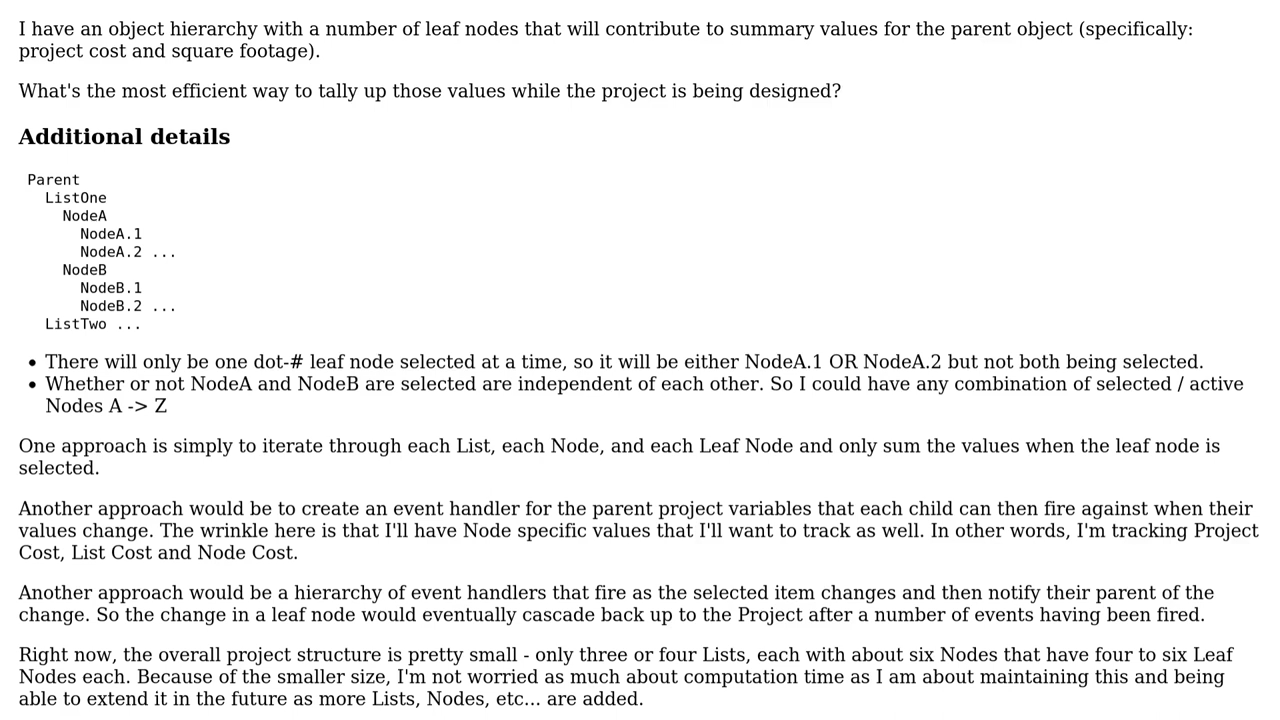 I have an object hierarchy with a number of leaf nodes that will contribute to summary values for the parent object (specifically:
project cost and square footage).
What's the most efficient way to tally up those values while the project is being designed?
Additional details
Parent
ListOne
NodeA
NodeA.1
NodeA.2 ...
NodeB
NodeB.1
NodeB.2 ...
ListTwo ...
• There will only be one dot-# leaf node selected at a time, so it will be either NodeA.1 OR NodeA.2 but not both being selected.
• Whether or not NodeA and NodeB are selected are independent of each other. So I could have any combination of selected / active
Nodes A -> Z
One approach is simply to iterate through each List, each Node, and each Leaf Node and only sum the values when the leaf node is
selected.
Another approach would be to create an event handler for the parent project variables that each child can then fire against when their
values change. The wrinkle here is that I'll have Node specific values that I'll want to track as well. In other words, I'm tracking Project
Cost, List Cost and Node Cost.
Another approach would be a hierarchy of event handlers that fire as the selected item changes and then notify their parent of the
change. So the change in a leaf node would eventually cascade back up to the Project after a number of events having been fired.
Right now, the overall project structure is pretty small - only three or four Lists, each with about six Nodes that have four to six Leaf
Nodes each. Because of the smaller size, I'm not worried as much about computation time as I am about maintaining this and being
able to extend it in the future as more Lists, Nodes, etc... are added.